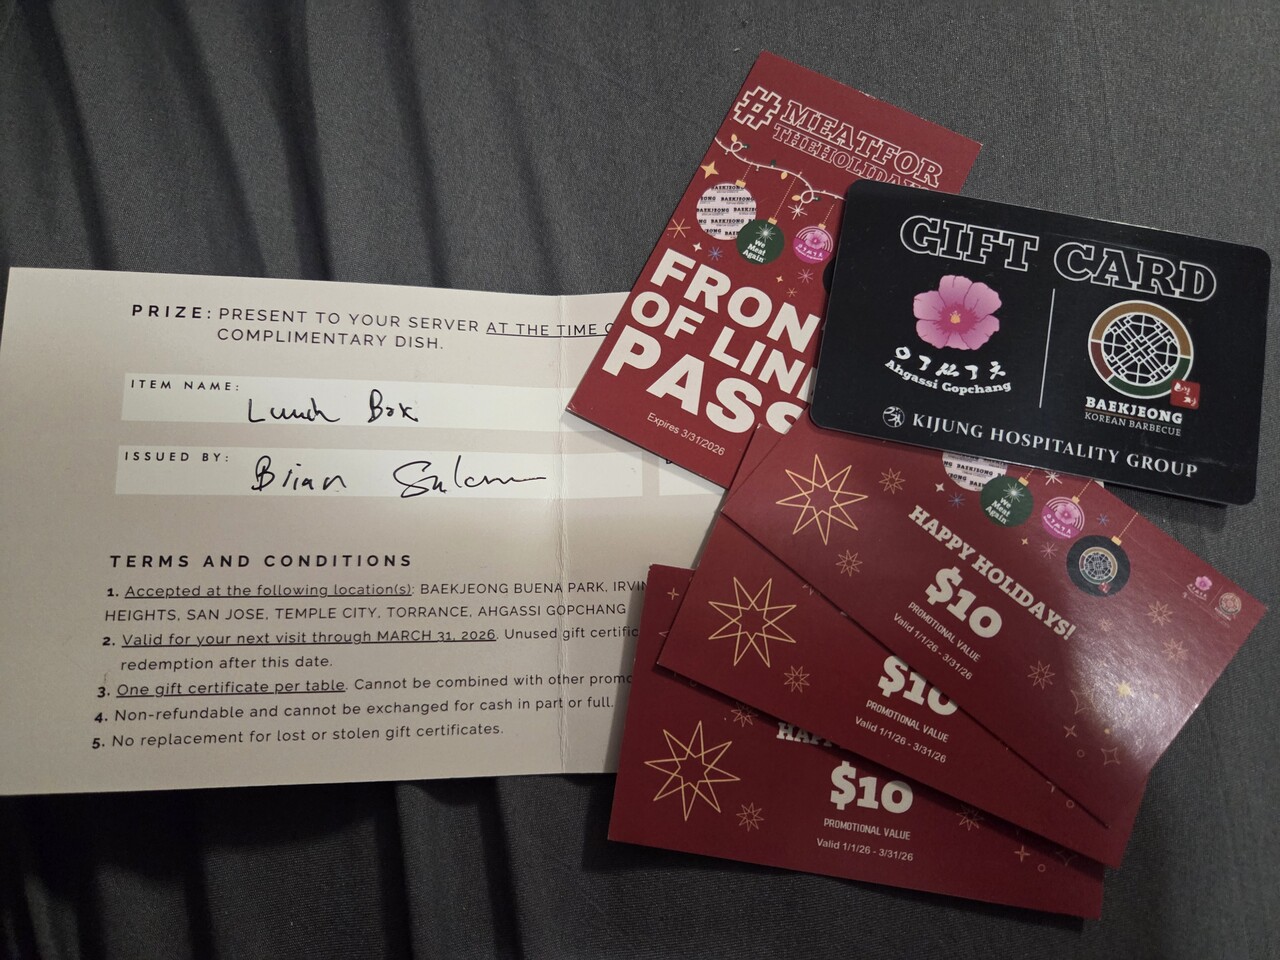 PRIZE: PRESENT TO YOUR SERVER AT THE TIME
COMPLIMENTARY DISH.
ITEM NAME:
Lunch Box
ISSUED BY:
Brian
TERMS AND CONDITIONS
1. Accepted at the following location(s): BAEKJEONG BUENA PARK,
HEIGHTS, SAN JOSE, TEMPLE CITY, TORRANCE, AHGASSI GOPCHANG
2. Valid for your next visit through MARCH 31, 2026. Unused gift
redemption after this date.
3. One gift certificate per table. Cannot be combined with other
4. Non-refundable and cannot be exchanged for cash in part or full.
5. No replacement for lost or stolen gift certificates.
#MEATFOR
THEHOLIDAYS
BAEKJEONG
We
Meat
Again
FRON
OF LIN
PASS
Expires 3/31/2026
GIFT CARD
Ahgassi Gopchang
BAEKJEONG
KOREAN BARBECUE
KIJUNG HOSPITALITY GROUP
We
Meat
Again
HAPPY HOLIDAYS!
$10
PROMOTIONAL VALUE
Valid 1/1/26 - 3/31/26
$10
PROMOTIONAL VALUE
Valid 1/1/26 - 3/31/26
$10
PROMOTIONAL VALUE
Valid 1/1/26 - 3/31/26